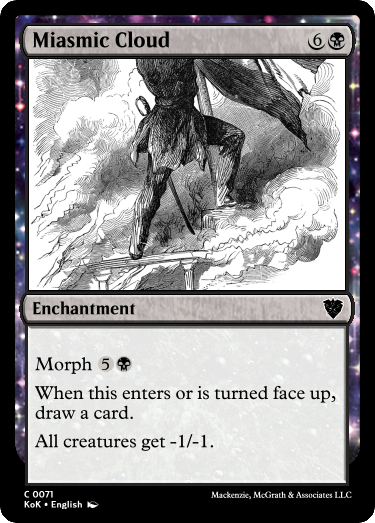 Miasmic Cloud 6
Enchantment
Morph 5
When this enters or is turned face up,
draw a card.
All creatures get -1/-1.
C 0071
KoK • English
Mackenzie, McGrath & Associates LLC